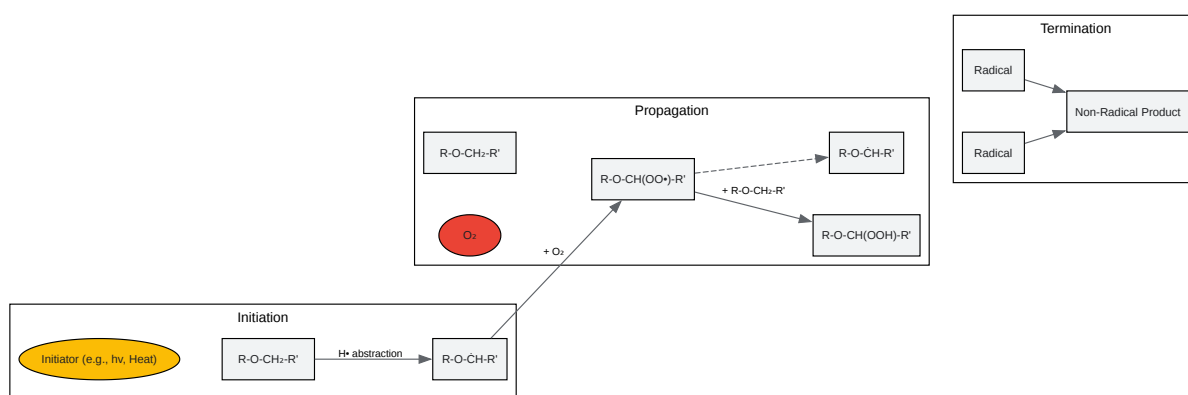 Termination
Radical
Non-Radical Product
Radical
Propagation
R-O-CH₂-R'
R-O-ĊH-R'
R-O-CH(OO•)-R'
+ R-O-CH₂-R'
O₂
R-O-CH(OOH)-R'
+ O₂
Initiation
Initiator (e.g., hv, Heat)
R-O-CH₂-R'
H• abstraction
R-O-ĊH-R'